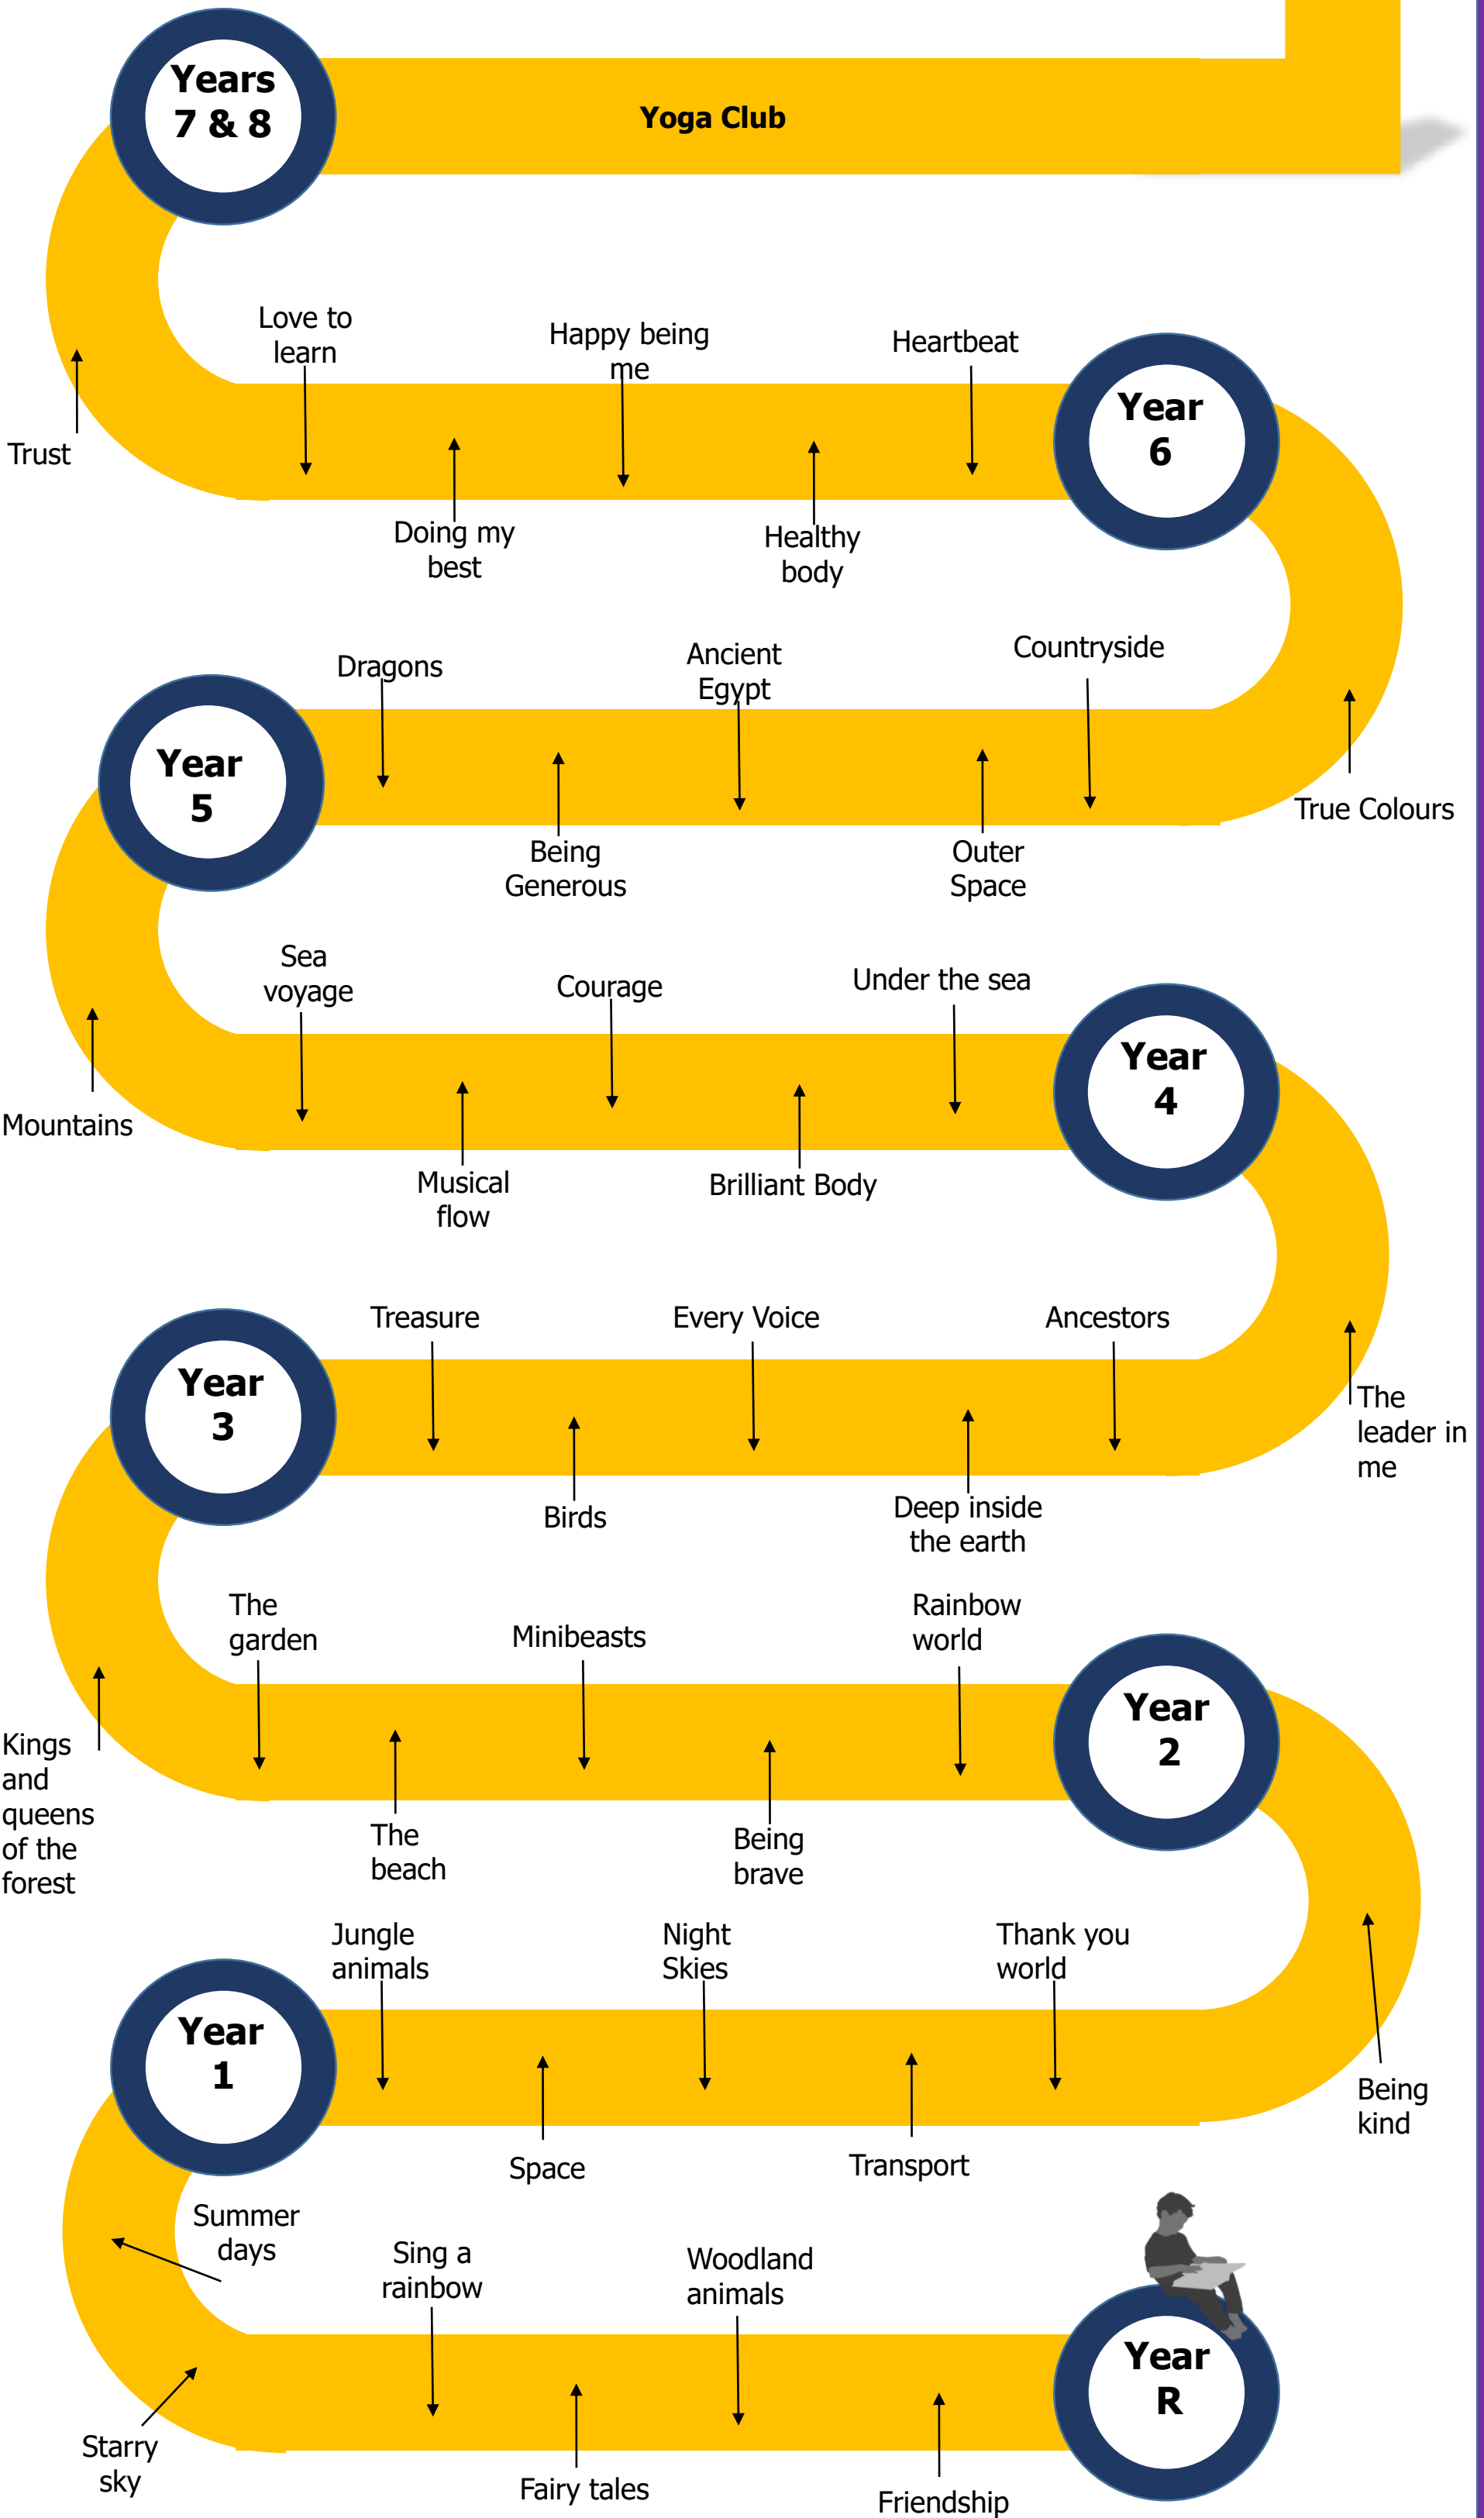 Years
7 & 8
Yoga Club
Love to
learn
Happy being
me
Heartbeat
Year
6
Trust
Doing my
best
Healthy
body
Dragons
Ancient
Egypt
Countryside
Year
5
True Colours
Being
Generous
Outer
Space
Sea
voyage
Courage
Under the sea
Year
4
Mountains
Musical
flow
Brilliant Body
Treasure
Every Voice
Ancestors
Year
3
The
leader in
me
Birds
Deep inside
the earth
The
garden
Minibeasts
Rainbow
world
Year
2
Kings
and
queens
of the
forest
The
beach
Being
brave
Jungle
animals
Night
Skies
Thank you
world
Year
1
Being
kind
Space
Transport
Summer
days
Sing a
rainbow
Woodland
animals
Year
R
Starry
sky
Fairy tales
Friendship